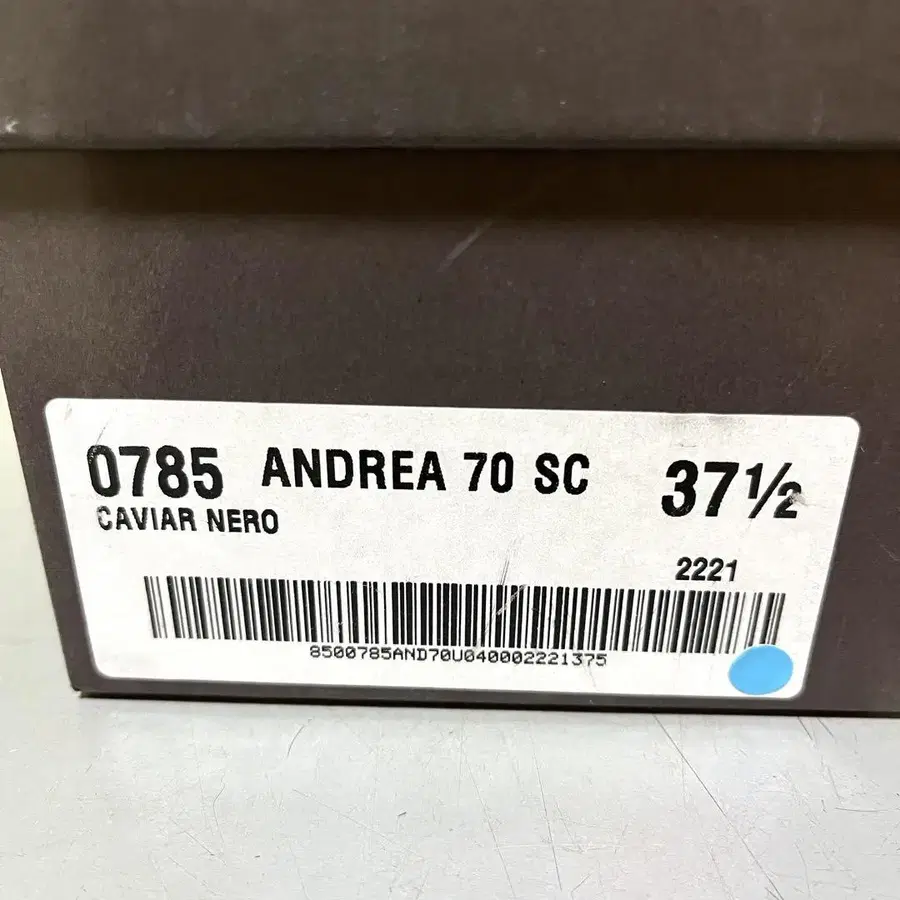 0785 ANDREA 70 SC 37½
CAVIAR NERO
2221
8500785AND70U040002221375